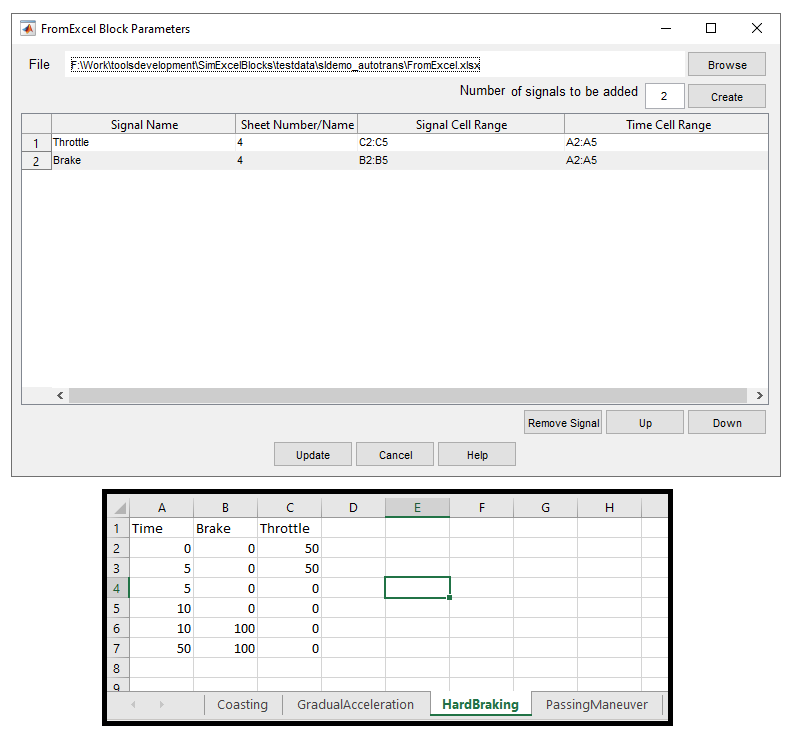 FromExcel Block Parameters
File F:\Work\toolsdevelopment\SimExcelBlocks\testdata\sldemo_autotrans\FromExcel.xlsx Browse
Number of signals to be added 2 Create
Signal Name Sheet Number/Name Signal Cell Range Time Cell Range
1 Throttle 4 C2:C5 A2:A5
2 Brake 4 B2:B5 A2:A5
Remove Signal Up Down
Update Cancel Help
A B C D E F G H
1 Time Brake Throttle
2 0 0 50
3 5 0 50
4 5 0 0
5 10 0 0
6 10 100 0
7 50 100 0
8
9
Coasting GradualAcceleration HardBraking PassingManeuver